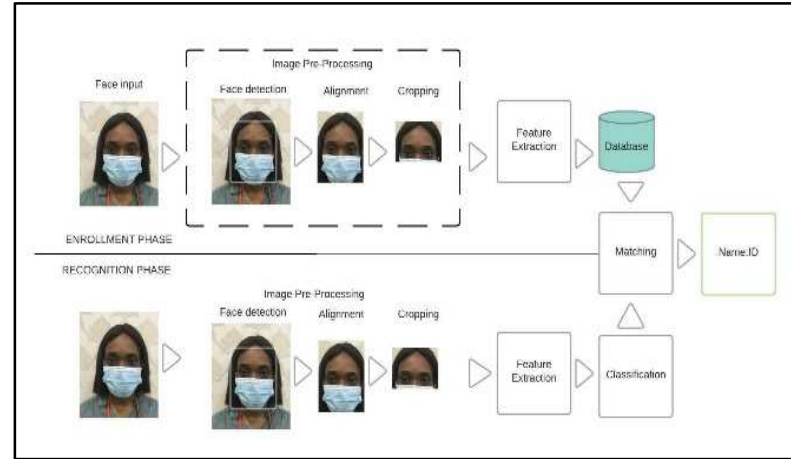 Image Pre-Processing
Face input
Face detection
Alignment
Cropping
Feature
Extraction
Database
ENROLLMENT PHASE
Matching
Name:ID
RECOGNITION PHASE
Image Pre-Processing
Face detection
Alignment
Cropping
Feature
Extraction
Classification